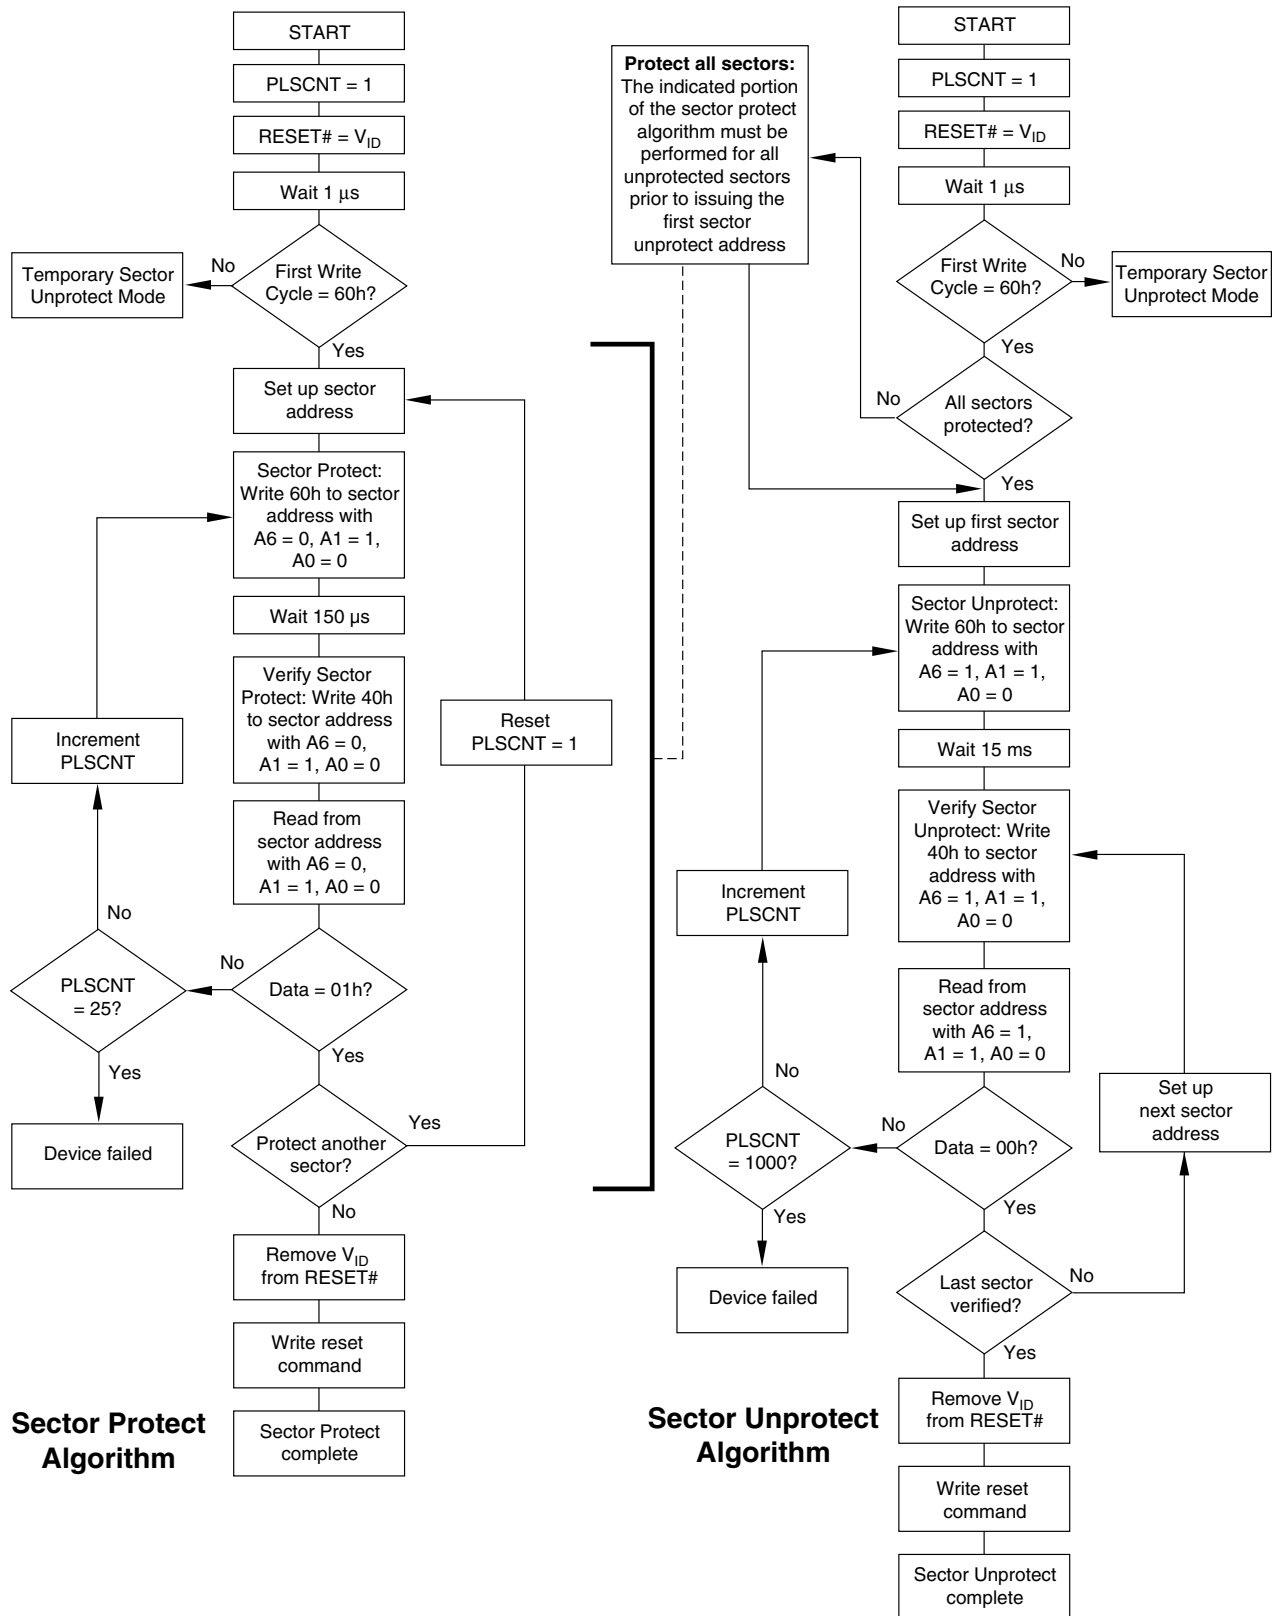 START
PLSCNT = 1
RESET# = VID
Wait 1 μs
First Write
Cycle = 60h?
No
Temporary Sector
Unprotect Mode
Yes
Set up sector
address
Sector Protect:
Write 60h to sector
address with
A6 = 0, A1 = 1,
A0 = 0
Wait 150 µs
Verify Sector
Protect: Write 40h
to sector address
with A6 = 0,
A1 = 1, A0 = 0
Read from
sector address
with A6 = 0,
A1 = 1, A0 = 0
Data = 01h?
No
PLSCNT
= 25?
No
Increment
PLSCNT
Yes
Device failed
Yes
Protect another
sector?
Yes
Reset
PLSCNT = 1
No
Remove VID
from RESET#
Write reset
command
Sector Protect
complete
Sector Protect
Algorithm
Protect all sectors:
The indicated portion
of the sector protect
algorithm must be
performed for all
unprotected sectors
prior to issuing the
first sector
unprotect address
START
PLSCNT = 1
RESET# = VID
Wait 1 μs
First Write
Cycle = 60h?
No
Temporary Sector
Unprotect Mode
Yes
All sectors
protected?
No
Yes
Set up first sector
address
Sector Unprotect:
Write 60h to sector
address with
A6 = 1, A1 = 1,
A0 = 0
Wait 15 ms
Verify Sector
Unprotect: Write
40h to sector
address with
A6 = 1, A1 = 1,
A0 = 0
Read from
sector address
with A6 = 1,
A1 = 1, A0 = 0
Data = 00h?
No
PLSCNT
= 1000?
No
Increment
PLSCNT
Yes
Device failed
Yes
Last sector
verified?
No
Set up
next sector
address
Yes
Remove VID
from RESET#
Write reset
command
Sector Unprotect
complete
Sector Unprotect
Algorithm